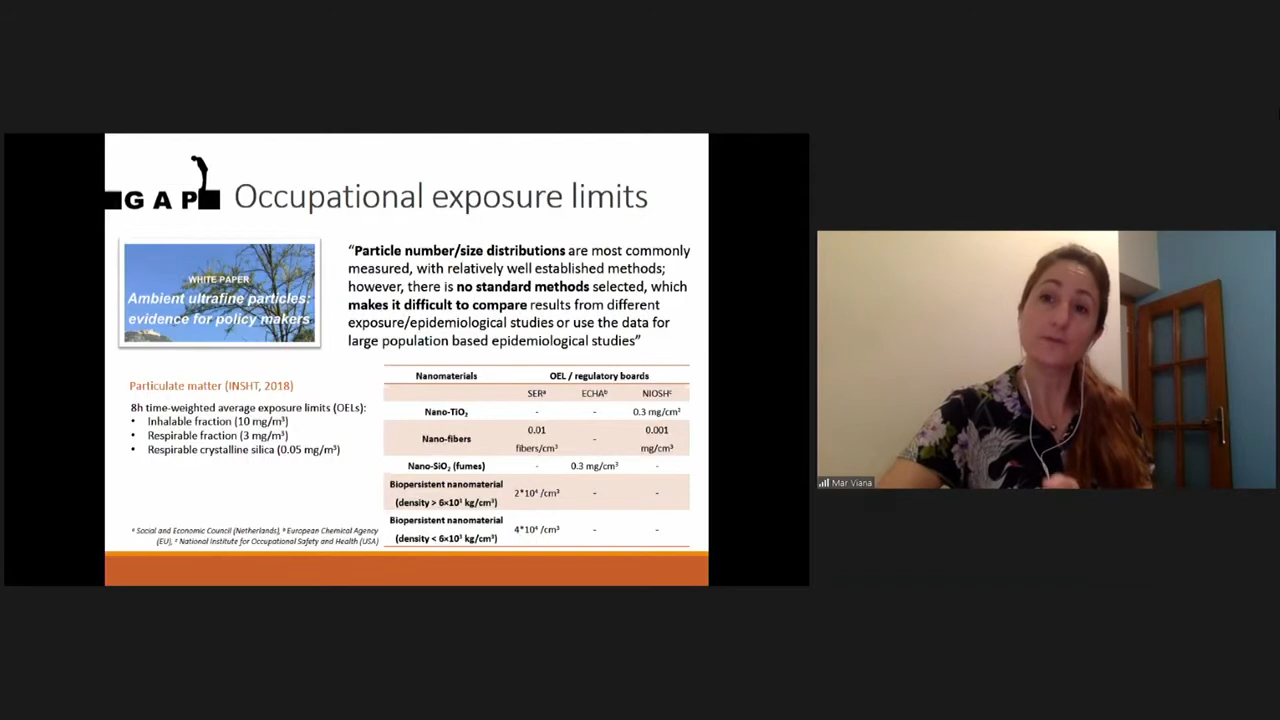 GAP
Occupational exposure limits
WHITE PAPER
Ambient ultrafine particles:
evidence for policy makers
“Particle number/size distributions are most commonly
measured, with relatively well established methods;
however, there is no standard methods selected, which
makes it difficult to compare results from different
exposure/epidemiological studies or use the data for
large population based epidemiological studies”
Particulate matter (INSHT, 2018)
8h time-weighted average exposure limits (OELs):
• Inhalable fraction (10 mg/m³)
• Respirable fraction (3 mg/m³)
• Respirable crystalline silica (0.05 mg/m³)
Nanomaterials OEL / regulatory boards
SERᵃ ECHAᵇ NIOSHᶜ
Nano-TiO₂ - - 0.3 mg/cm³
Nano-fibers 0.01 fibers/cm³ - 0.001 mg/cm³
Nano-SiO₂ (fumes) - 0.3 mg/cm³ -
Biopersistent nanomaterial
(density > 6×10³ kg/cm³) 2*10⁴ /cm³ - -
Biopersistent nanomaterial
(density < 6×10³ kg/cm³) 4*10⁴ /cm³ - -
ᵃ Social and Economic Council (Netherlands), ᵇ European Chemical Agency
(EU), ᶜ National Institute for Occupational Safety and Health (USA)
Mar Viana